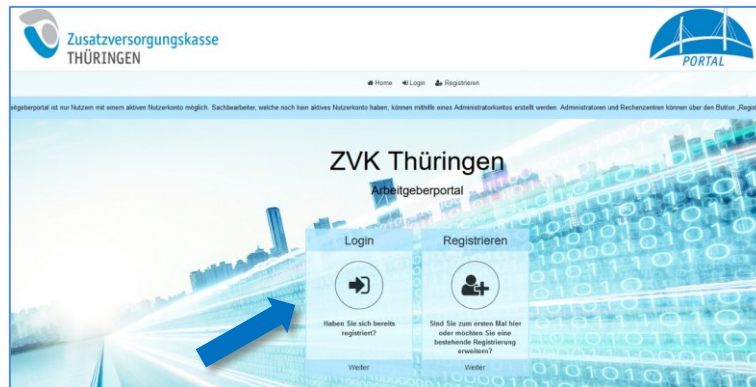 Zusatzversorgungskasse
THÜRINGEN
PORTAL
Home Login Registrieren
eitgeberportal ist nur Nutzern mit einem aktiven Nutzerkonto möglich. Sachbearbeiter, welche noch kein aktives Nutzerkonto haben, können mithilfe eines Administratorkontos erstellt werden. Administratoren und Rechenzentren können über den Button „Regis
ZVK Thüringen
Arbeitgeberportal
Login
Registrieren
Haben Sie sich bereits
registriert?
Sind Sie zum ersten Mal hier
oder möchten Sie eine
bestehende Registrierung
erweitern?
Weiter
Weiter